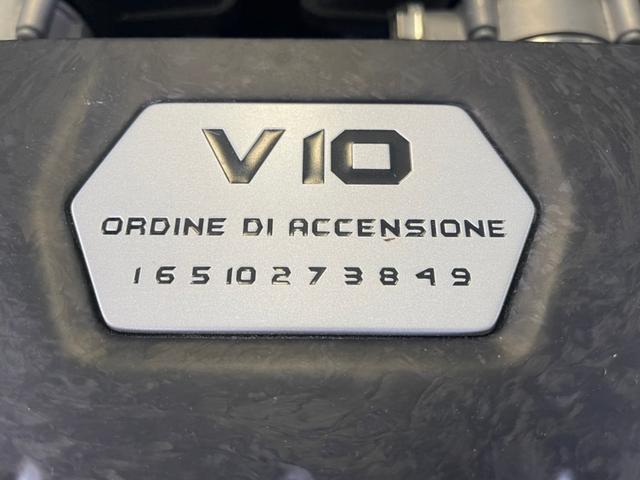 V10
ORDINE DI ACCENSIONE
1 6 5 10 2 7 3 8 4 9